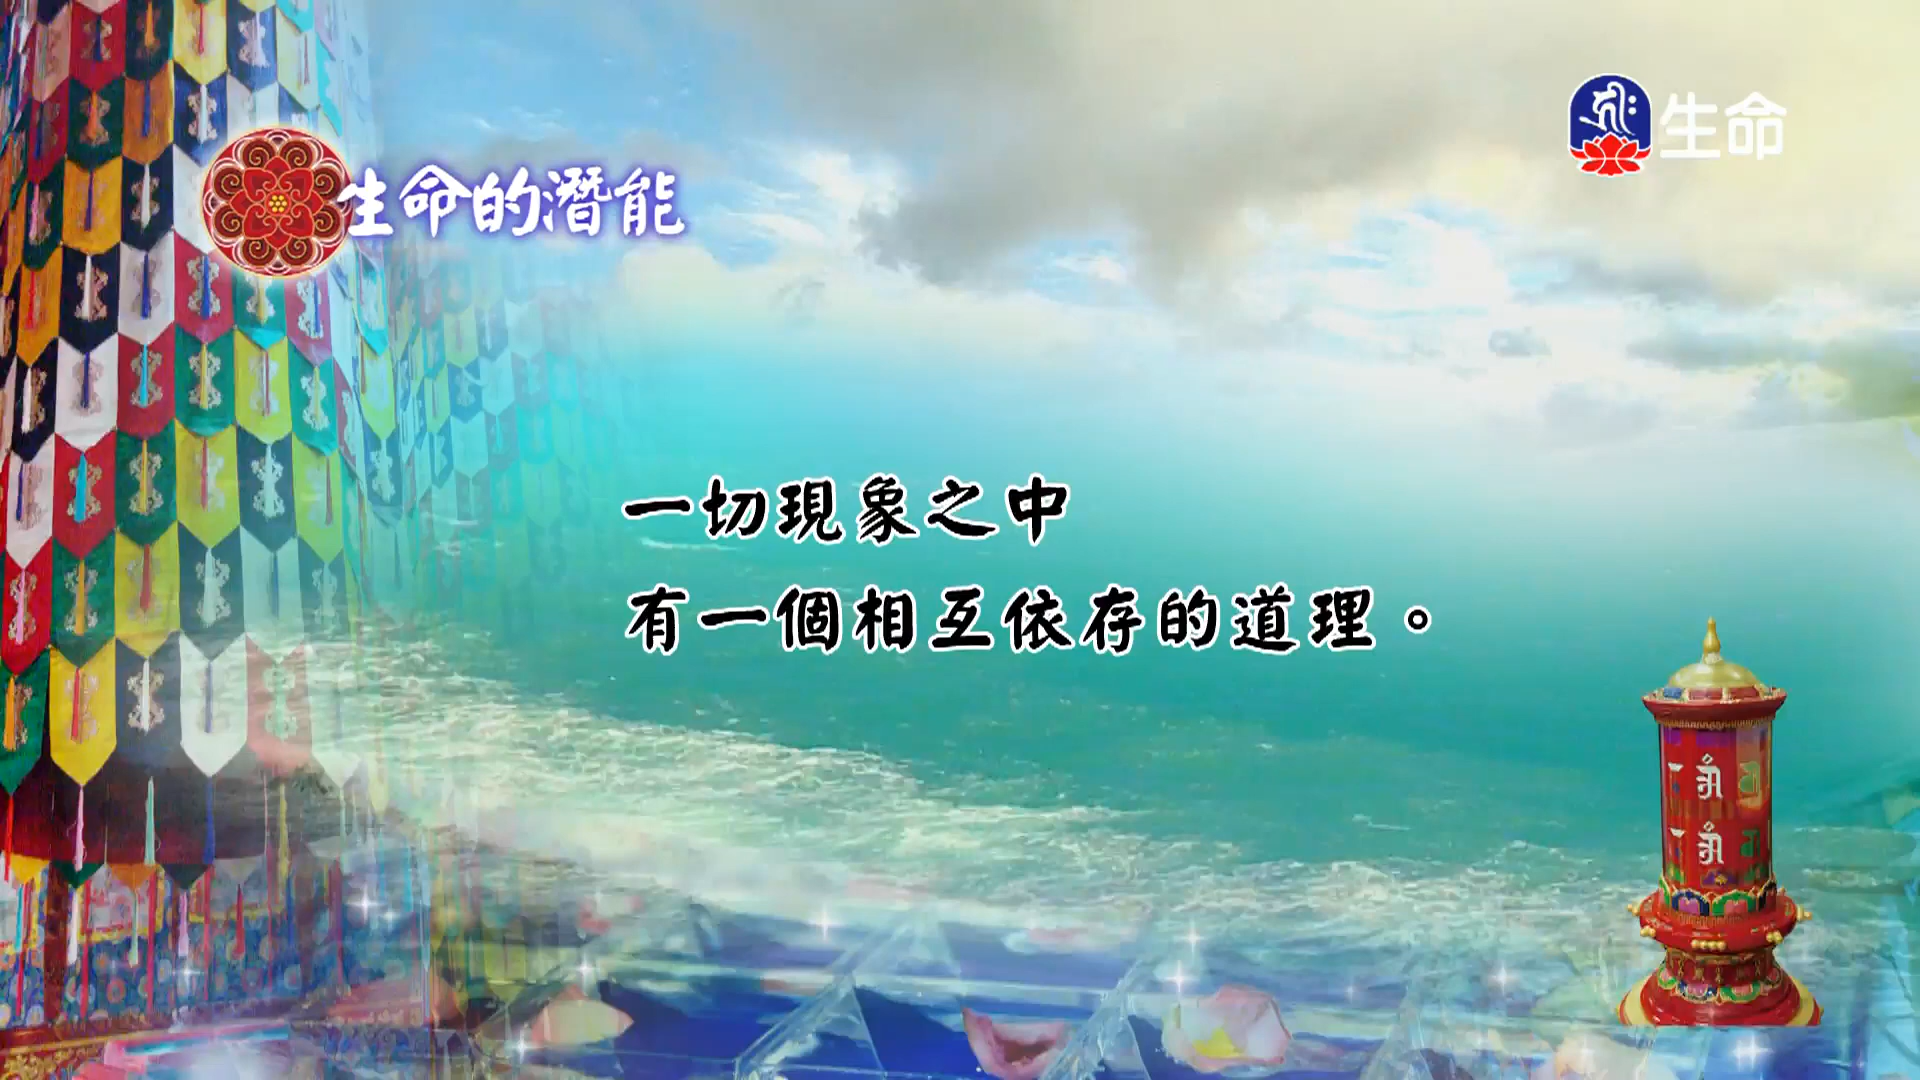 生命
生命的潛能
一切現象之中
有一個相互依存的道理。